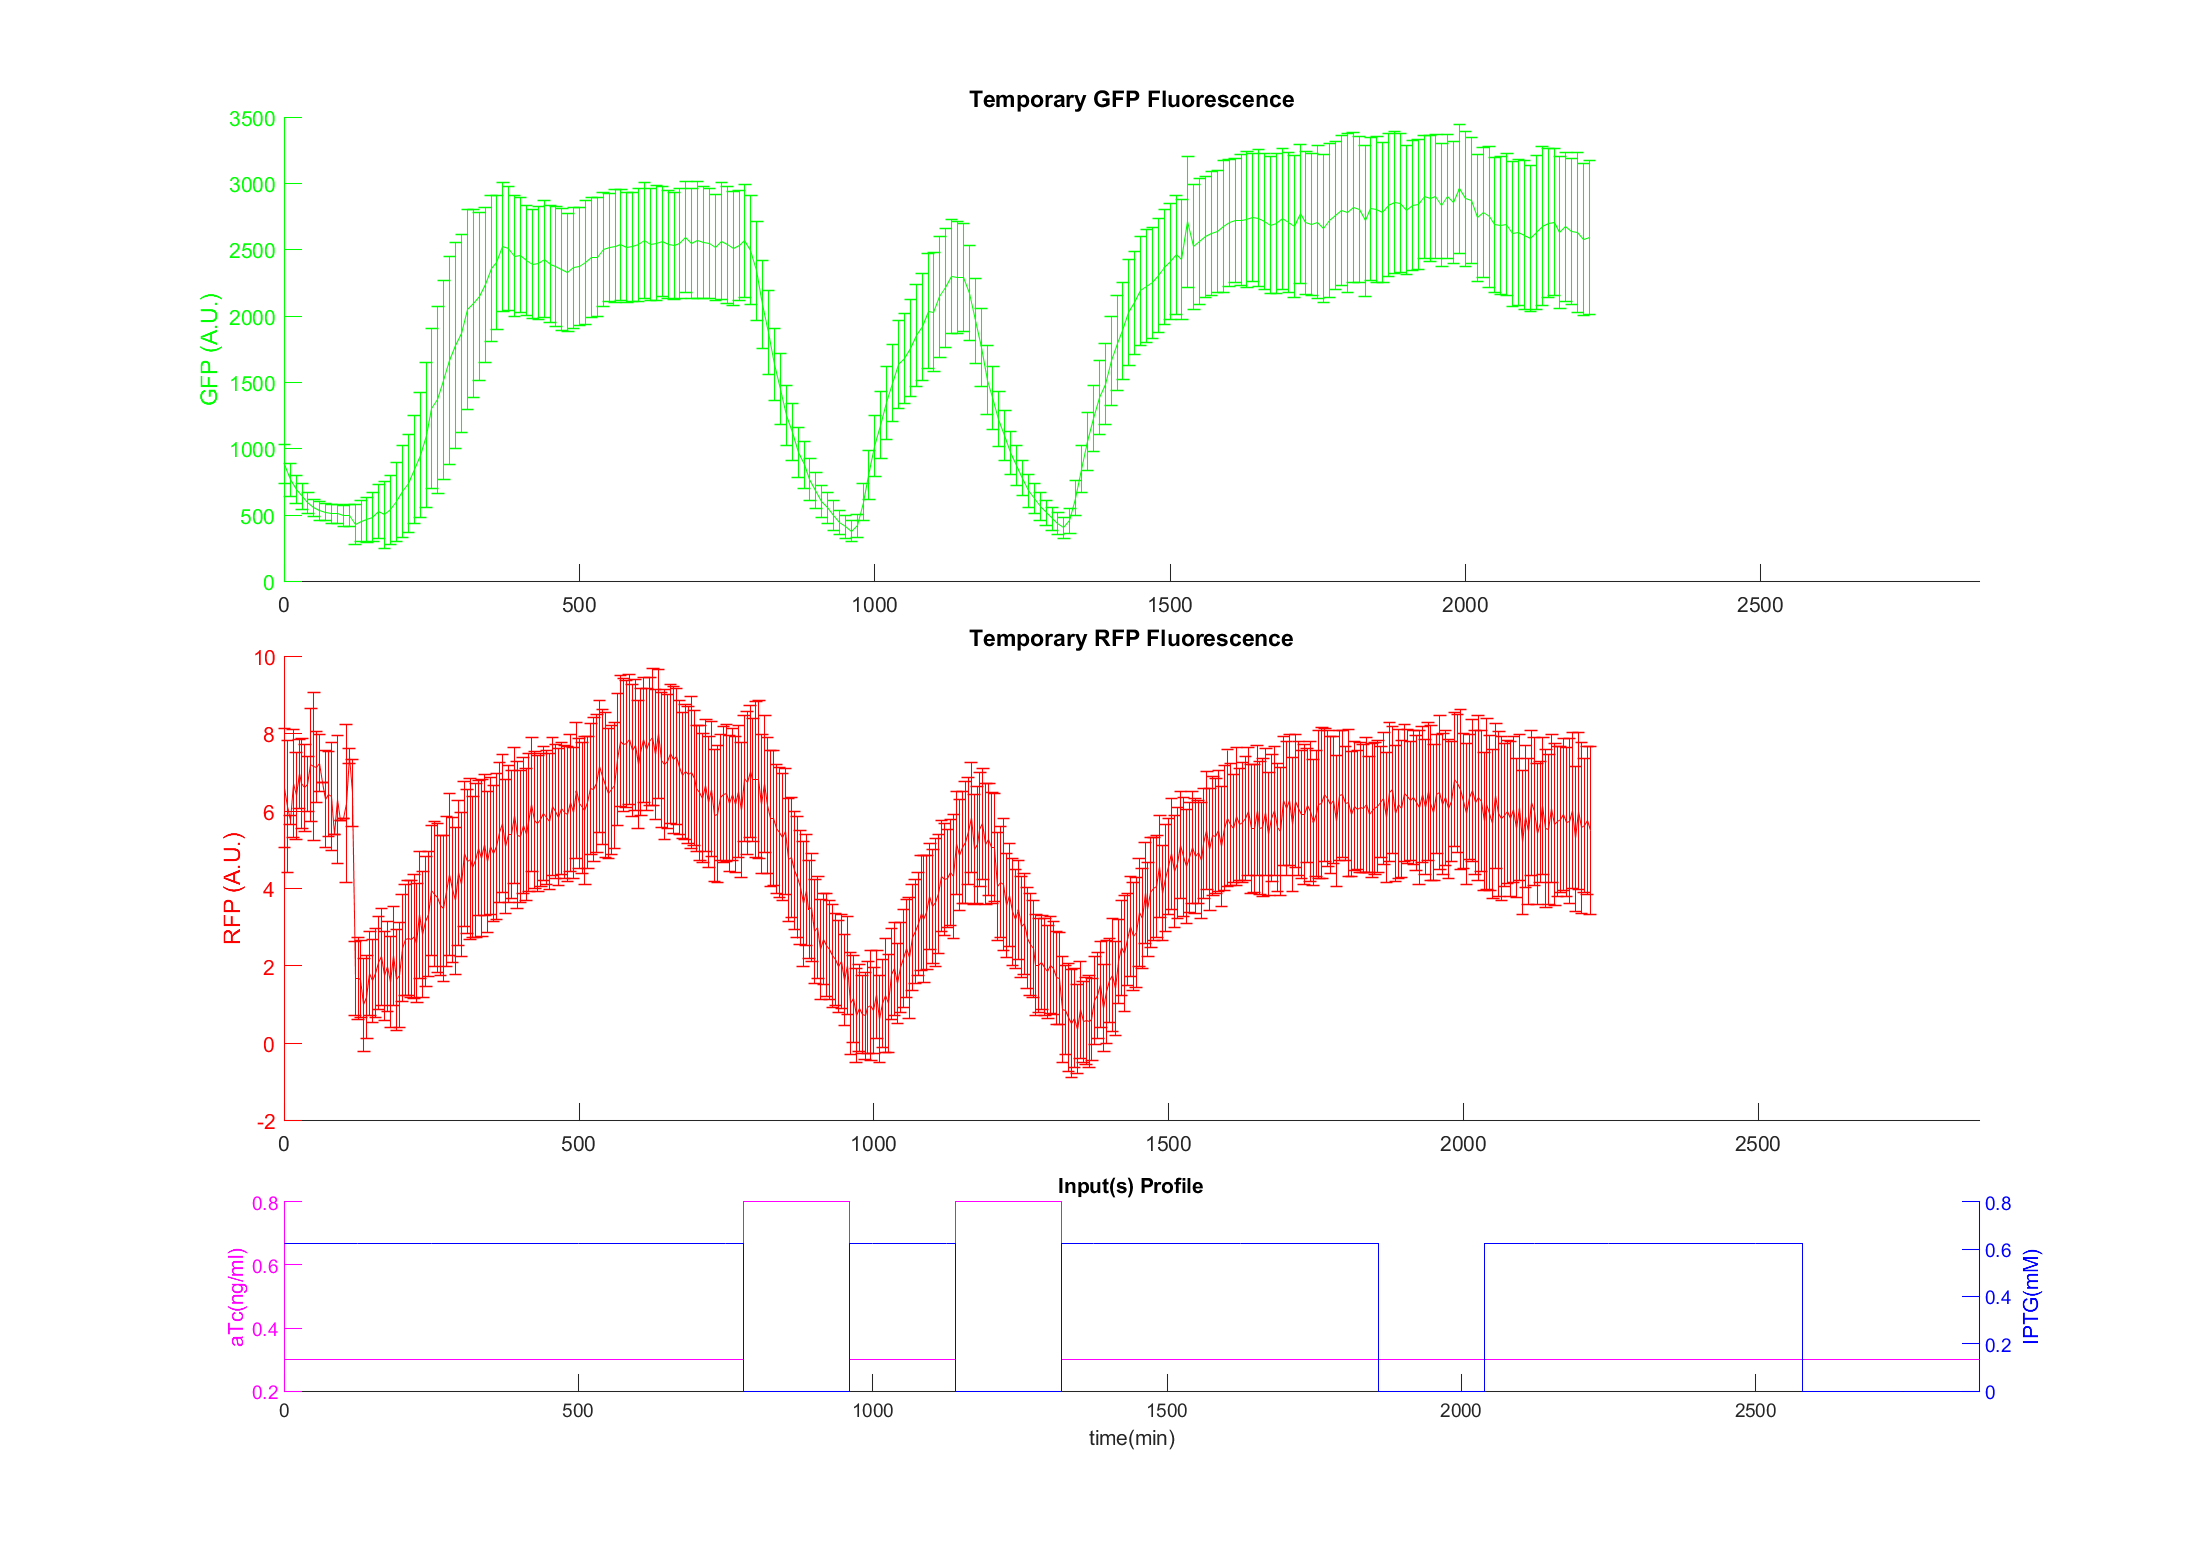 Temporary GFP Fluorescence
3500
3000
2500
2000
1500
1000
500
0
GFP (A.U.)
0 500 1000 1500 2000 2500
Temporary RFP Fluorescence
10
8
6
4
2
0
-2
RFP (A.U.)
0 500 1000 1500 2000 2500
Input(s) Profile
0.8
0.6
0.4
0.2
aTc(ng/ml)
0.8
0.6
0.4
0.2
0
IPTG(mM)
0 500 1000 1500 2000 2500
time(min)